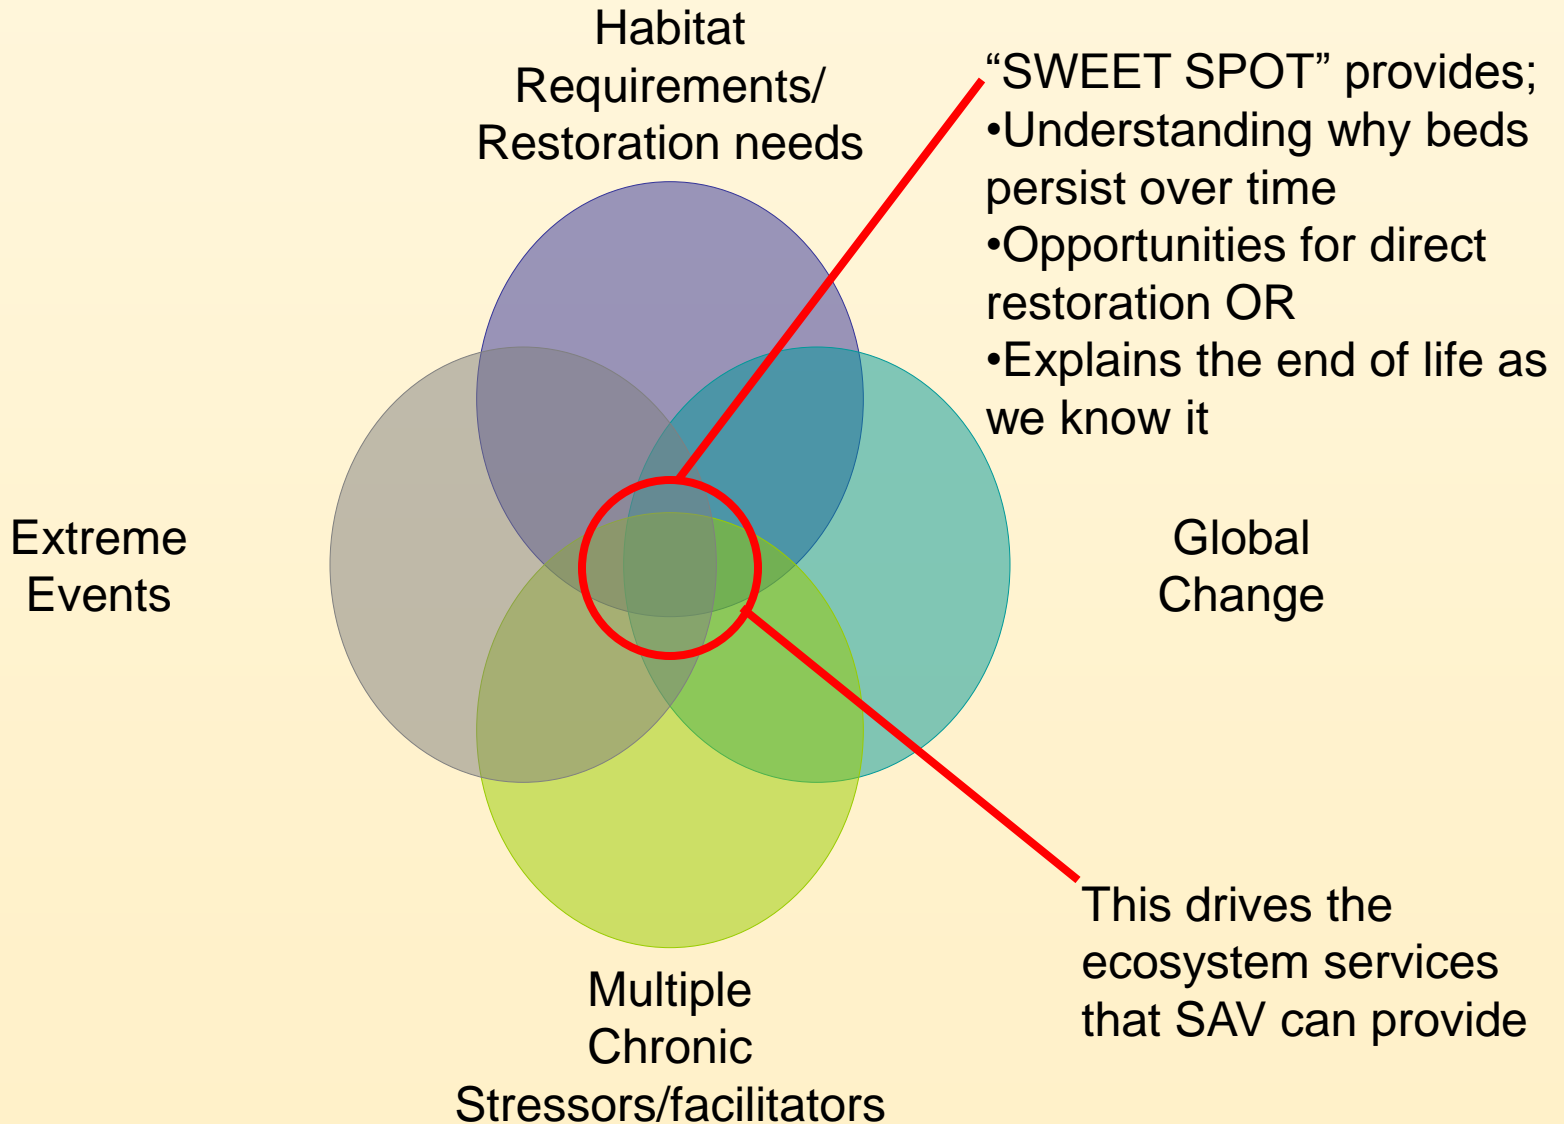 Habitat
Requirements/
Restoration needs
“SWEET SPOT” provides;
•Understanding why beds
persist over time
•Opportunities for direct
restoration OR
•Explains the end of life as
we know it
Extreme
Events
Global
Change
This drives the
ecosystem services
that SAV can provide
Multiple
Chronic
Stressors/facilitators